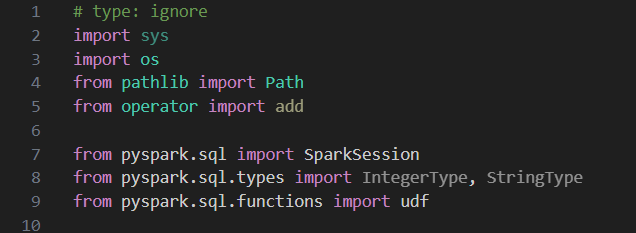 1 # type: ignore
2 import sys
3 import os
4 from pathlib import Path
5 from operator import add
6
7 from pyspark.sql import SparkSession
8 from pyspark.sql.types import IntegerType, StringType
9 from pyspark.sql.functions import udf
10